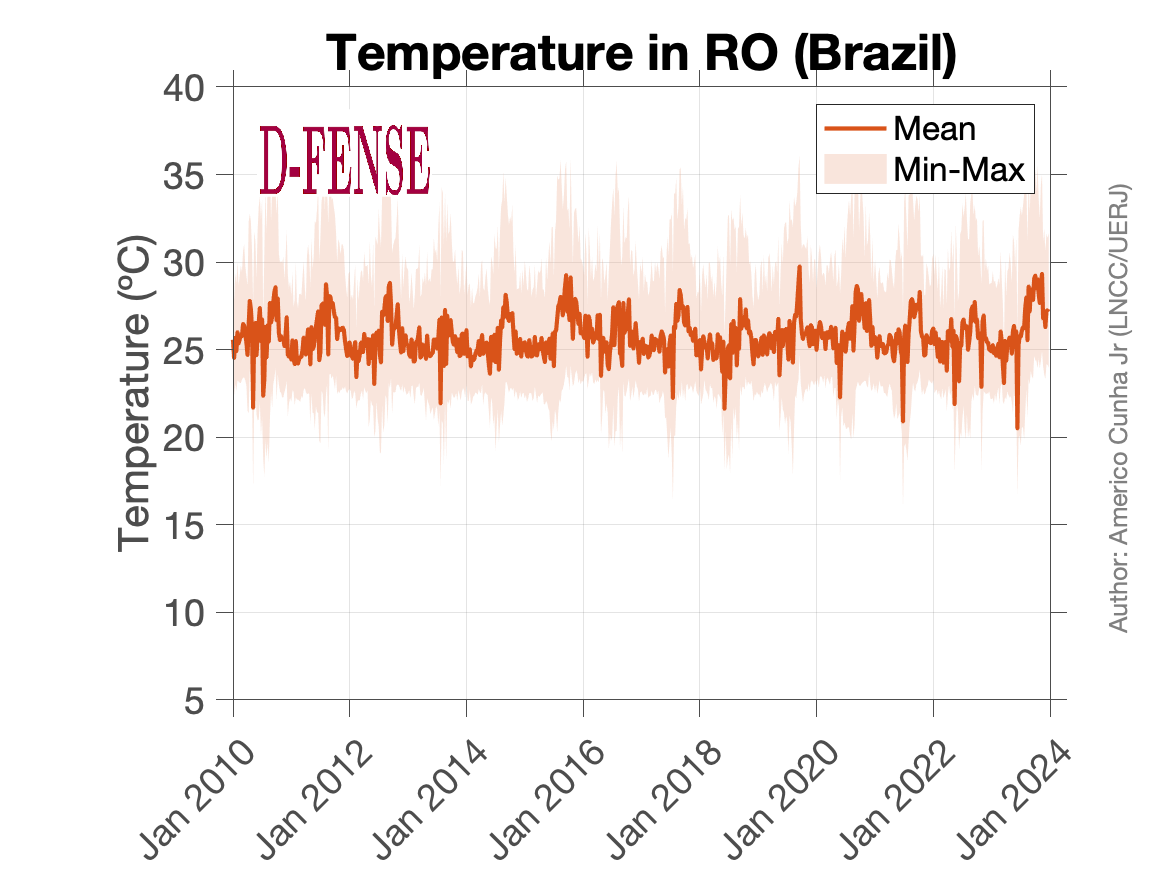 Temperature in RO (Brazil)
D-FENSE
Mean
Min-Max
Temperature (ºC)
40
35
30
25
20
15
10
5
Jan 2010
Jan 2012
Jan 2014
Jan 2016
Jan 2018
Jan 2020
Jan 2022
Jan 2024
Author: Americo Cunha Jr (LNCC/UERJ)